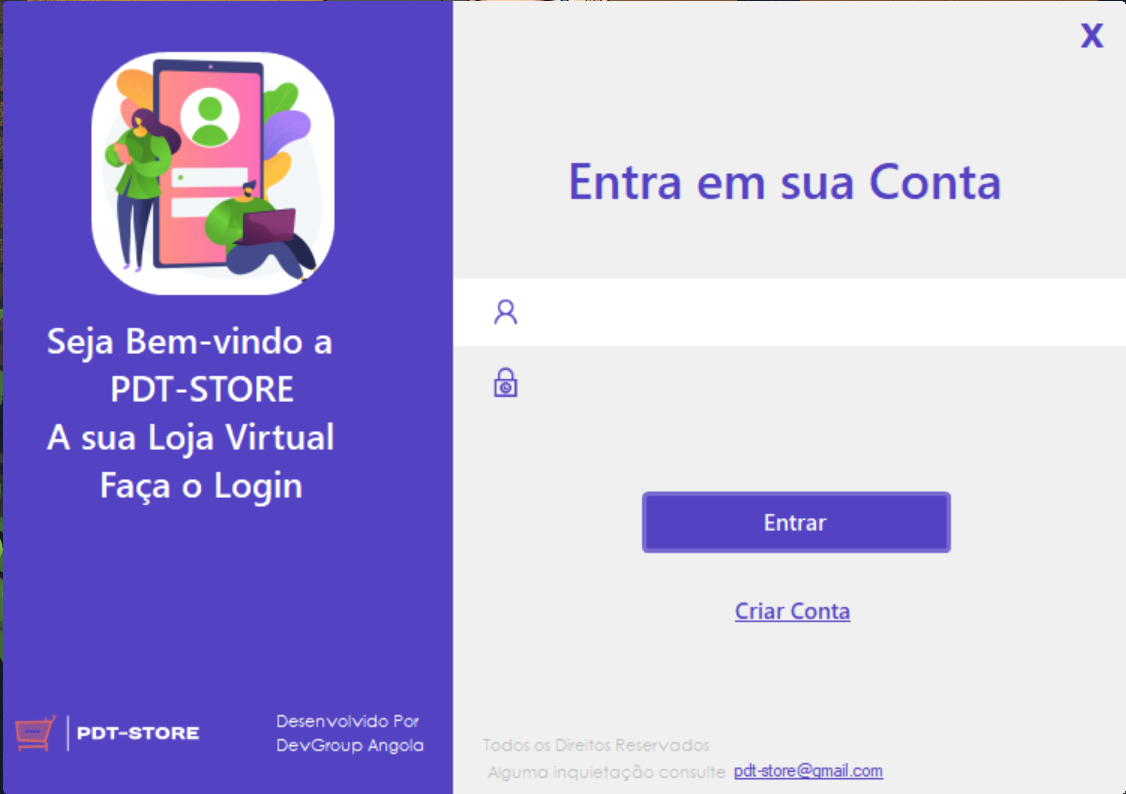 X
Entra em sua Conta
Seja Bem-vindo a
PDT-STORE
A sua Loja Virtual
Faça o Login
Entrar
Criar Conta
PDT-STORE
Desenvolvido Por
DevGroup Angola
Todos os Direitos Reservados
Alguma inquietação consulte pdt-store@gmail.com